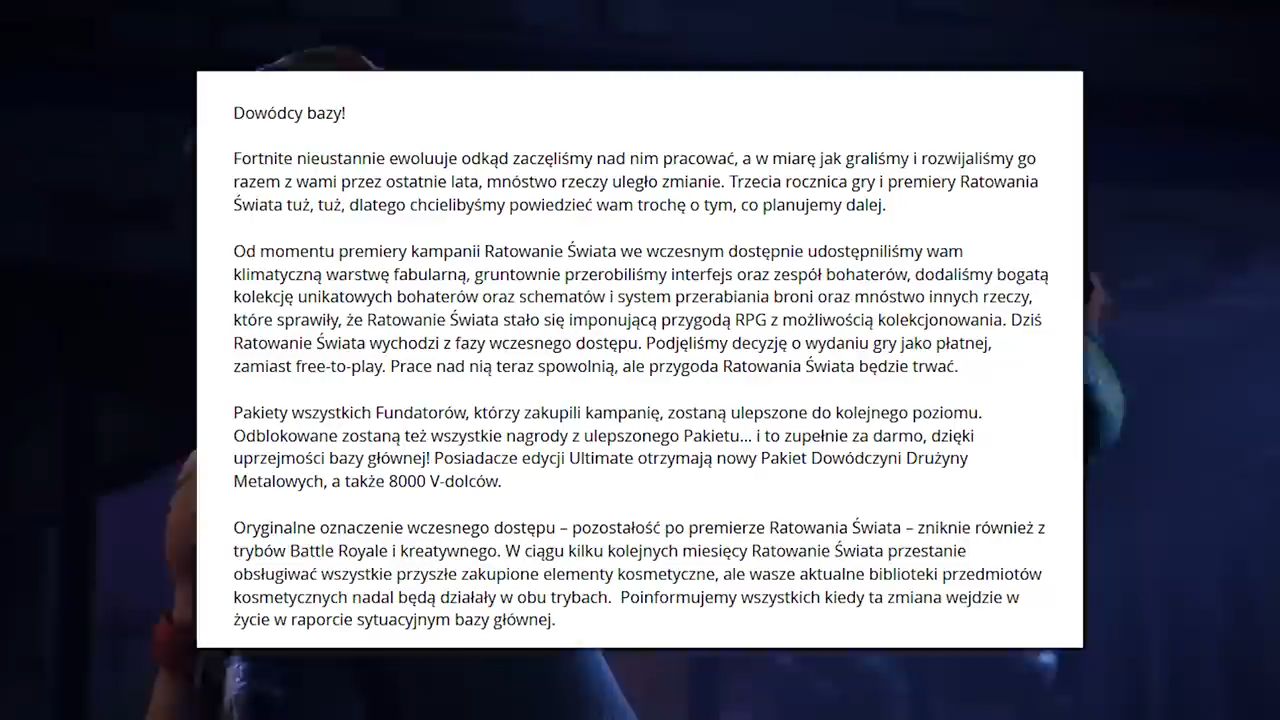 Dowódcy bazy!
Fortnite nieustannie ewoluuje odkąd zaczęliśmy nad nim pracować, a w miarę jak graliśmy i rozwijaliśmy go
razem z wami przez ostatnie lata, mnóstwo rzeczy uległo zmianie. Trzecia rocznica gry i premiery Ratowania
Świata tuż, tuż, dlatego chcielibyśmy powiedzieć wam trochę o tym, co planujemy dalej.
Od momentu premiery kampanii Ratowanie Świata we wczesnym dostępnie udostępniliśmy wam
klimatyczną warstwę fabularną, gruntownie przerobiliśmy interfejs oraz zespół bohaterów, dodaliśmy bogatą
kolekcję unikatowych bohaterów oraz schematów i system przerabiania broni oraz mnóstwo innych rzeczy,
które sprawiły, że Ratowanie Świata stało się imponującą przygodą RPG z możliwością kolekcjonowania. Dziś
Ratowanie Świata wychodzi z fazy wczesnego dostępu. Podjęliśmy decyzję o wydaniu gry jako płatnej,
zamiast free-to-play. Prace nad nią teraz spowolnią, ale przygoda Ratowania Świata będzie trwać.
Pakiety wszystkich Fundatorów, którzy zakupili kampanię, zostaną ulepszone do kolejnego poziomu.
Odblokowane zostaną też wszystkie nagrody z ulepszonego Pakietu... i to zupełnie za darmo, dzięki
uprzejmości bazy głównej! Posiadacze edycji Ultimate otrzymają nowy Pakiet Dowódczyni Drużyny
Metalowych, a także 8000 V-dolców.
Oryginalne oznaczenie wczesnego dostępu – pozostałość po premierze Ratowania Świata – zniknie również z
trybów Battle Royale i kreatywnego. W ciągu kilku kolejnych miesięcy Ratowanie Świata przestanie
obsługiwać wszystkie przyszłe zakupione elementy kosmetyczne, ale wasze aktualne biblioteki przedmiotów
kosmetycznych nadal będą działały w obu trybach.  Poinformujemy wszystkich kiedy ta zmiana wejdzie w
życie w raporcie sytuacyjnym bazy głównej.